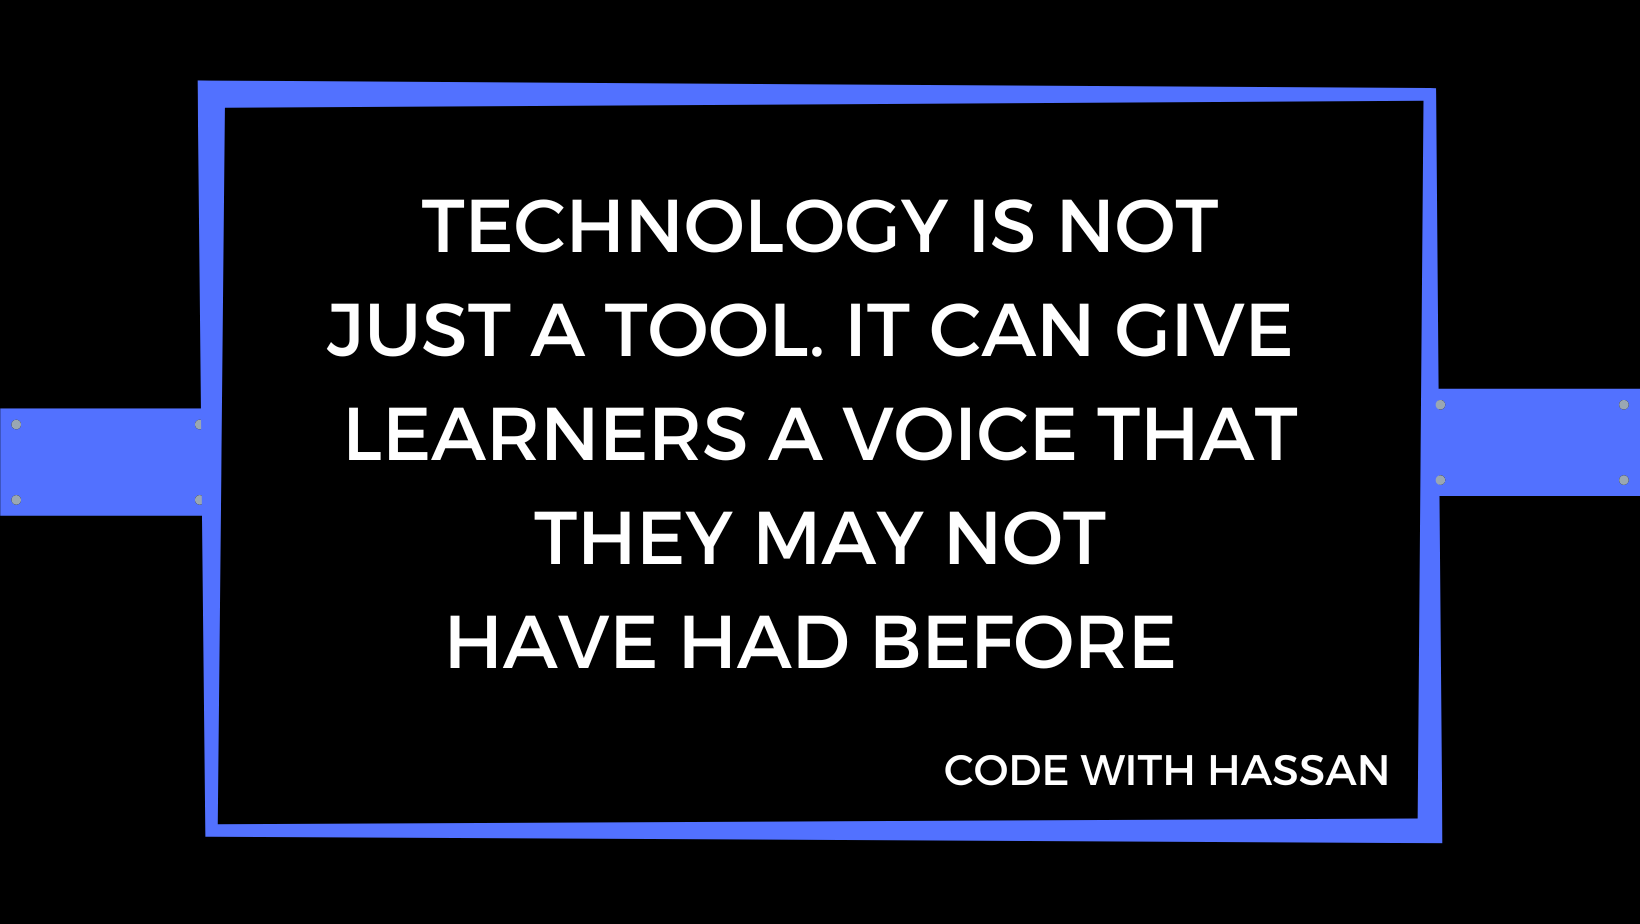 TECHNOLOGY IS NOT
JUST A TOOL. IT CAN GIVE
LEARNERS A VOICE THAT
THEY MAY NOT
HAVE HAD BEFORE
CODE WITH HASSAN